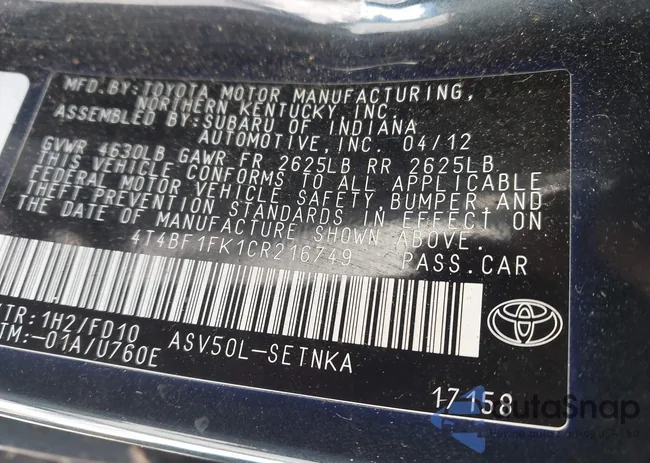 MFD.BY:TOYOTA MOTOR MANUFACTURING,
NORTHERN KENTUCKY INC.
ASSEMBLED BY:SUBARU OF INDIANA
AUTOMOTIVE,INC. 04/12
GVWR 4630LB GAWR FR 2625LB RR 2625LB
THIS VEHICLE CONFORMS TO ALL APPLICABLE
FEDERAL MOTOR VEHICLE SAFETY,BUMPER,AND
THEFT PREVENTION STANDARDS IN EFFECT ON
THE DATE OF MANUFACTURE SHOWN ABOVE.
4T4BF1FK1CR216749 PASS.CAR
TR:1H2/FD10
TM:-01A/U760E
ASV50L-SETNKA
17158
AutaSnap